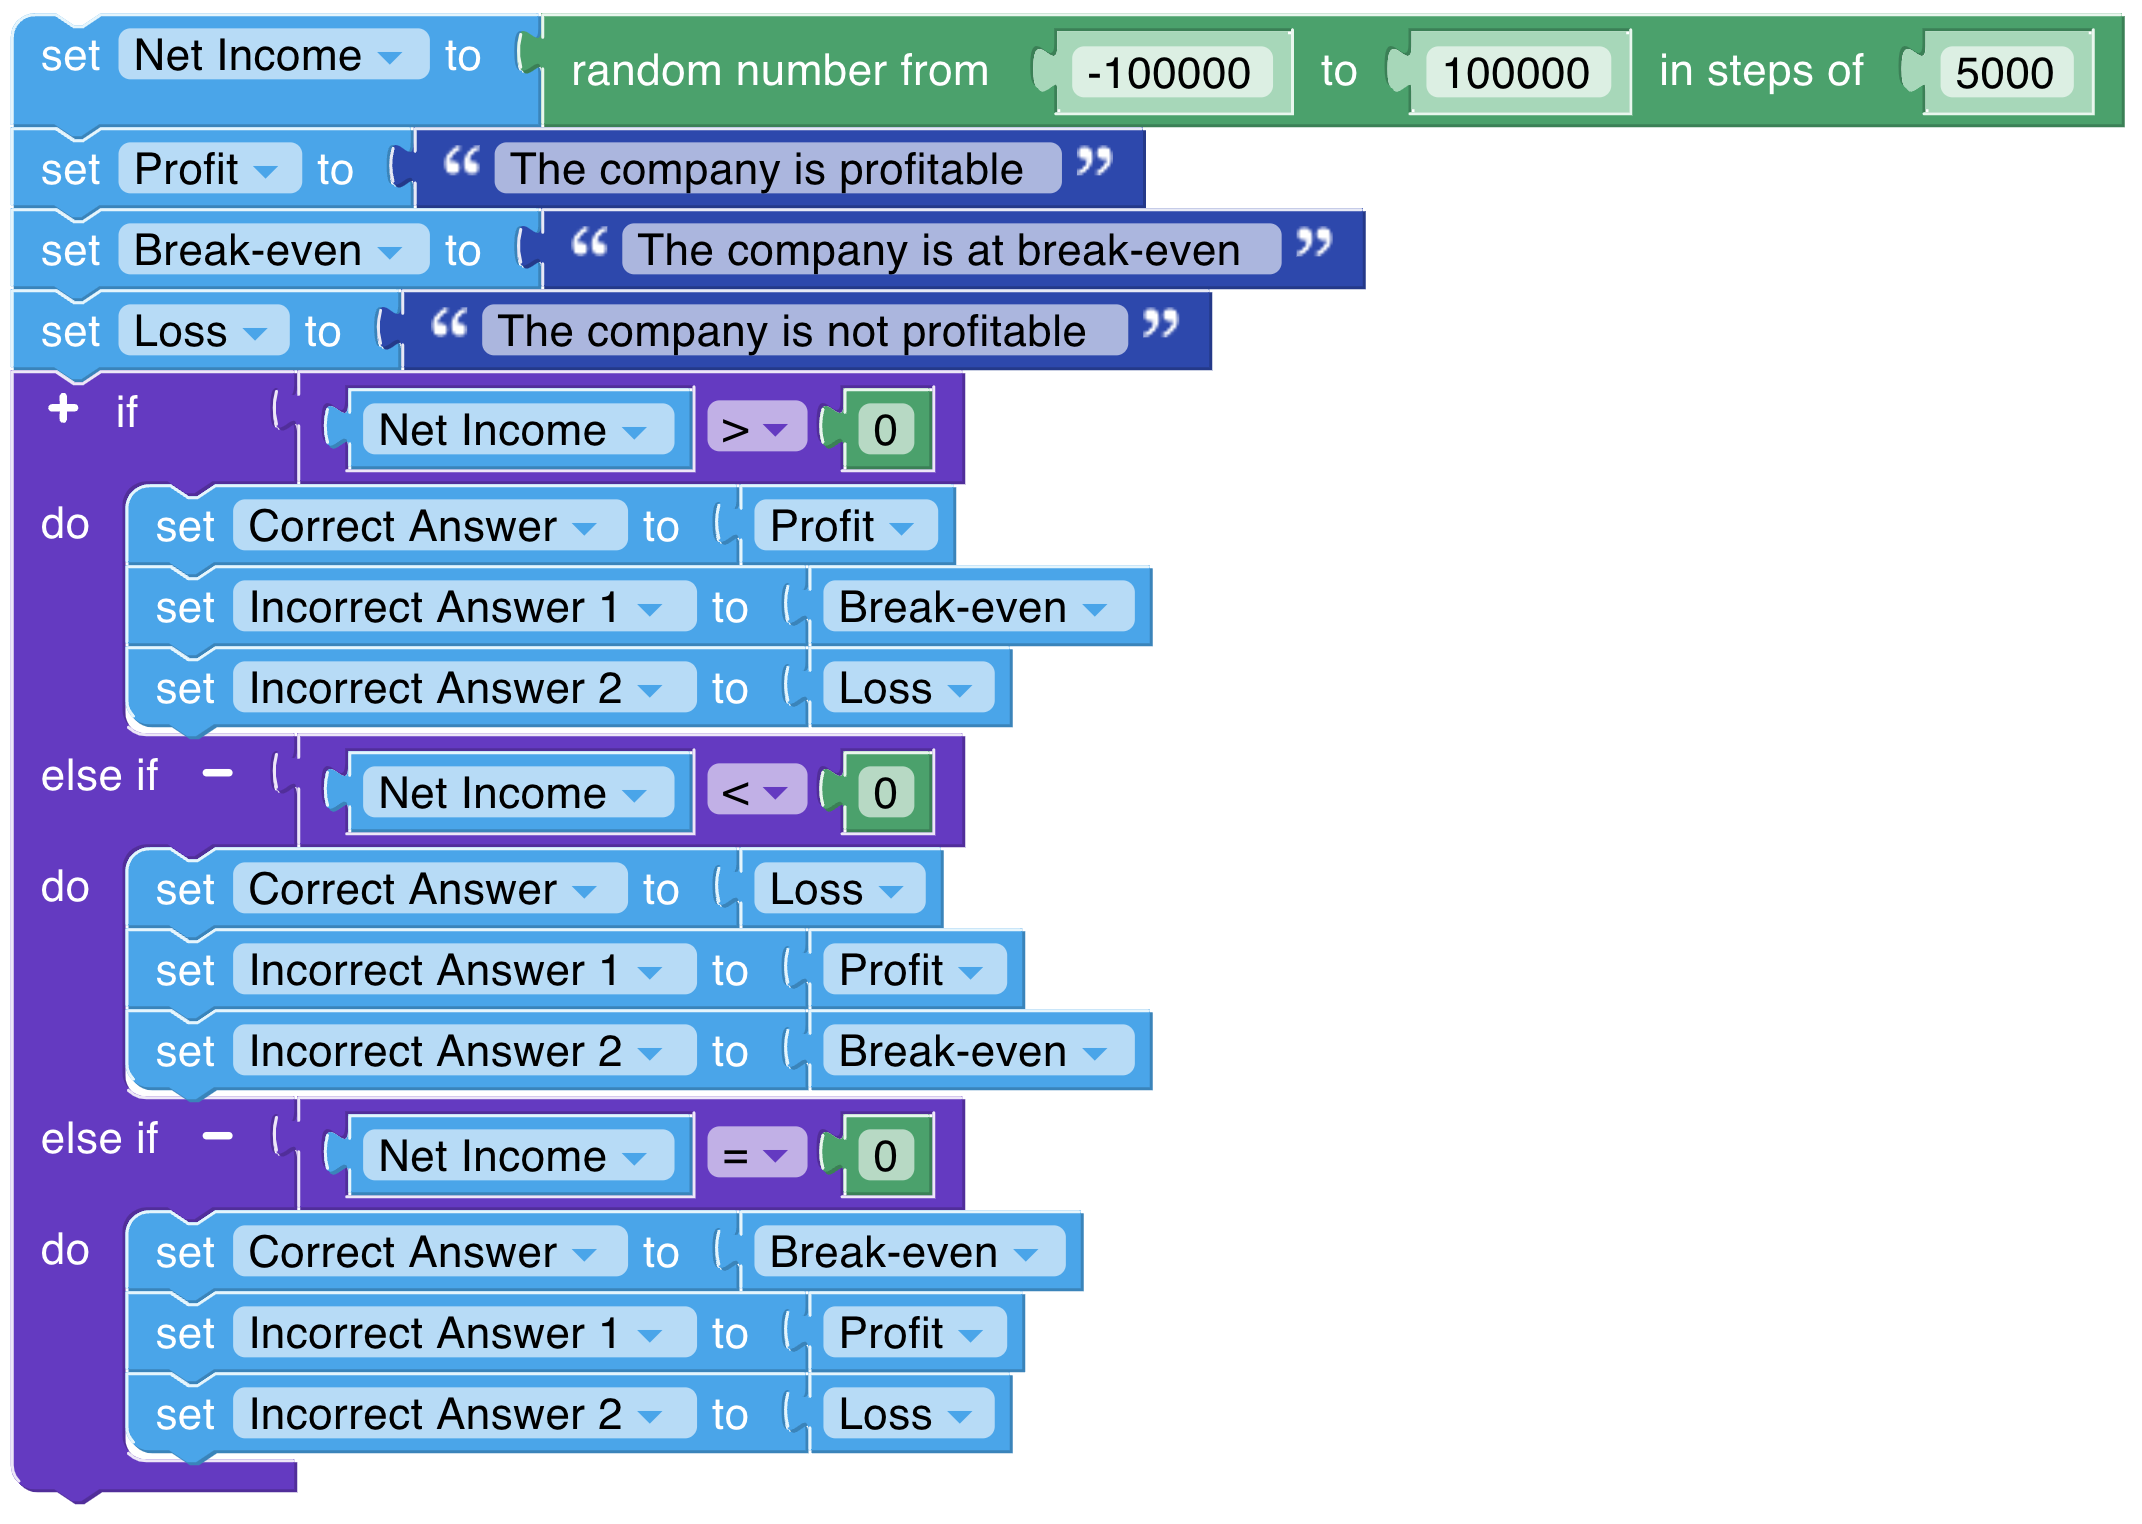 set Net Income to random number from -100000 to 100000 in steps of 5000
set Profit to “ The company is profitable ”
set Break-even to “ The company is at break-even ”
set Loss to “ The company is not profitable ”
+ if Net Income > 0
do set Correct Answer to Profit
set Incorrect Answer 1 to Break-even
set Incorrect Answer 2 to Loss
else if - Net Income < 0
do set Correct Answer to Loss
set Incorrect Answer 1 to Profit
set Incorrect Answer 2 to Break-even
else if - Net Income = 0
do set Correct Answer to Break-even
set Incorrect Answer 1 to Profit
set Incorrect Answer 2 to Loss